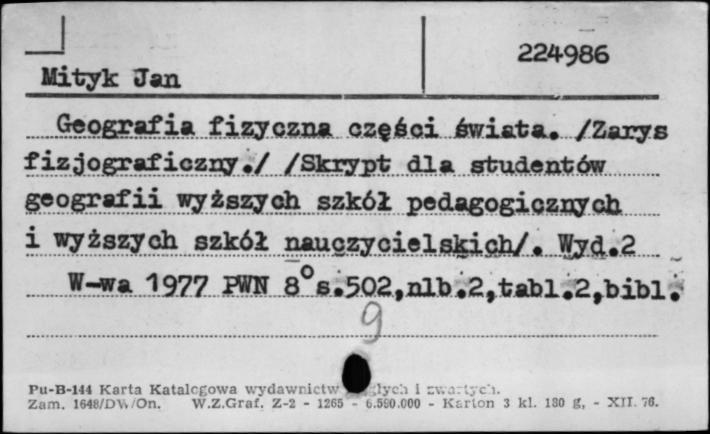 224986
Mityk Jan
Geografia fizyczna części świata. /Zarys
fizjograficzny./ /Skrypt dla studentów
geografii wyższych szkół pedagogicznych
i wyższych szkół nauczycielskich/. Wyd.2
W-wa 1977 PWN 8° s.502,nlb.2,tabl.2,bibl.
9
Pu-B-144 Karta Katalogowa wydawnictw i zwartych.
Zam. 1648/DW/On. W.Z.Graf. Z-2 - 1265 - 6.590.000 - Karton 3 kl. 180 g, - XII. 76.